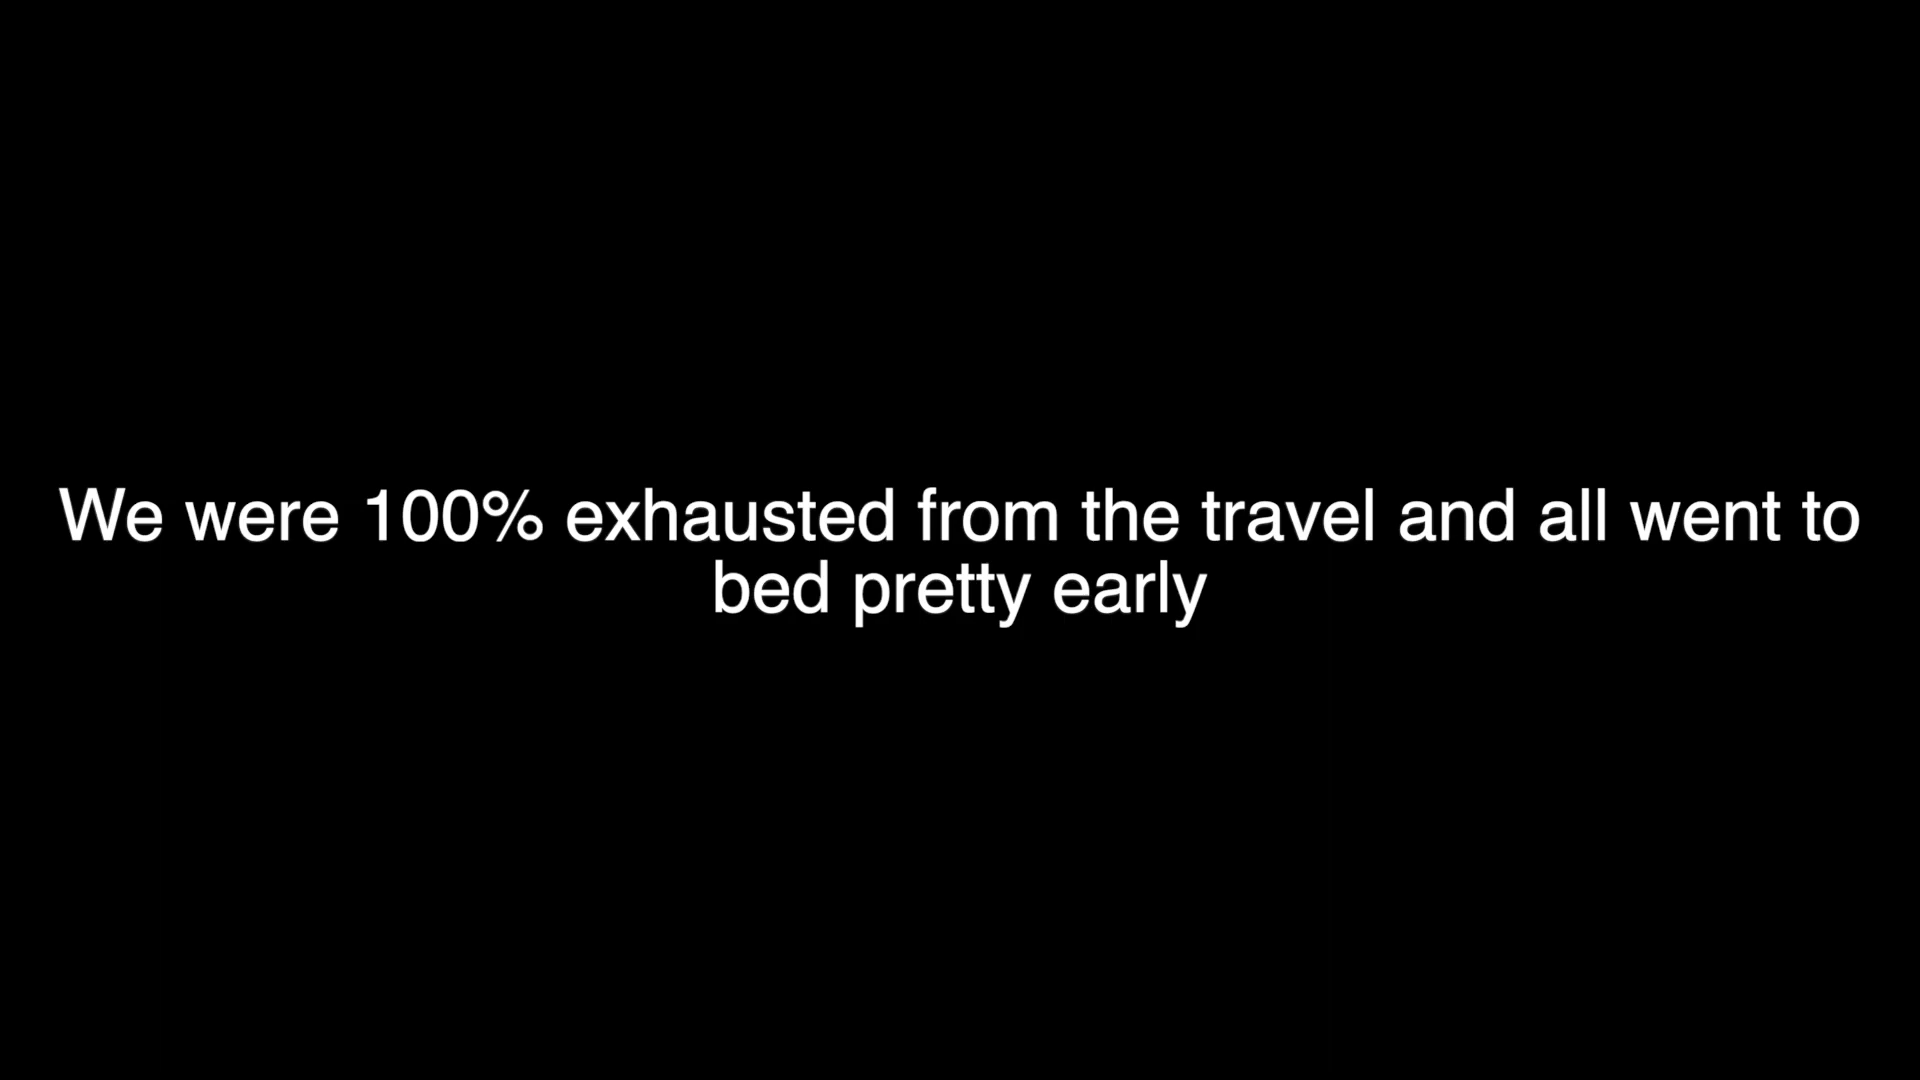 We were 100% exhausted from the travel and all went to
bed pretty early